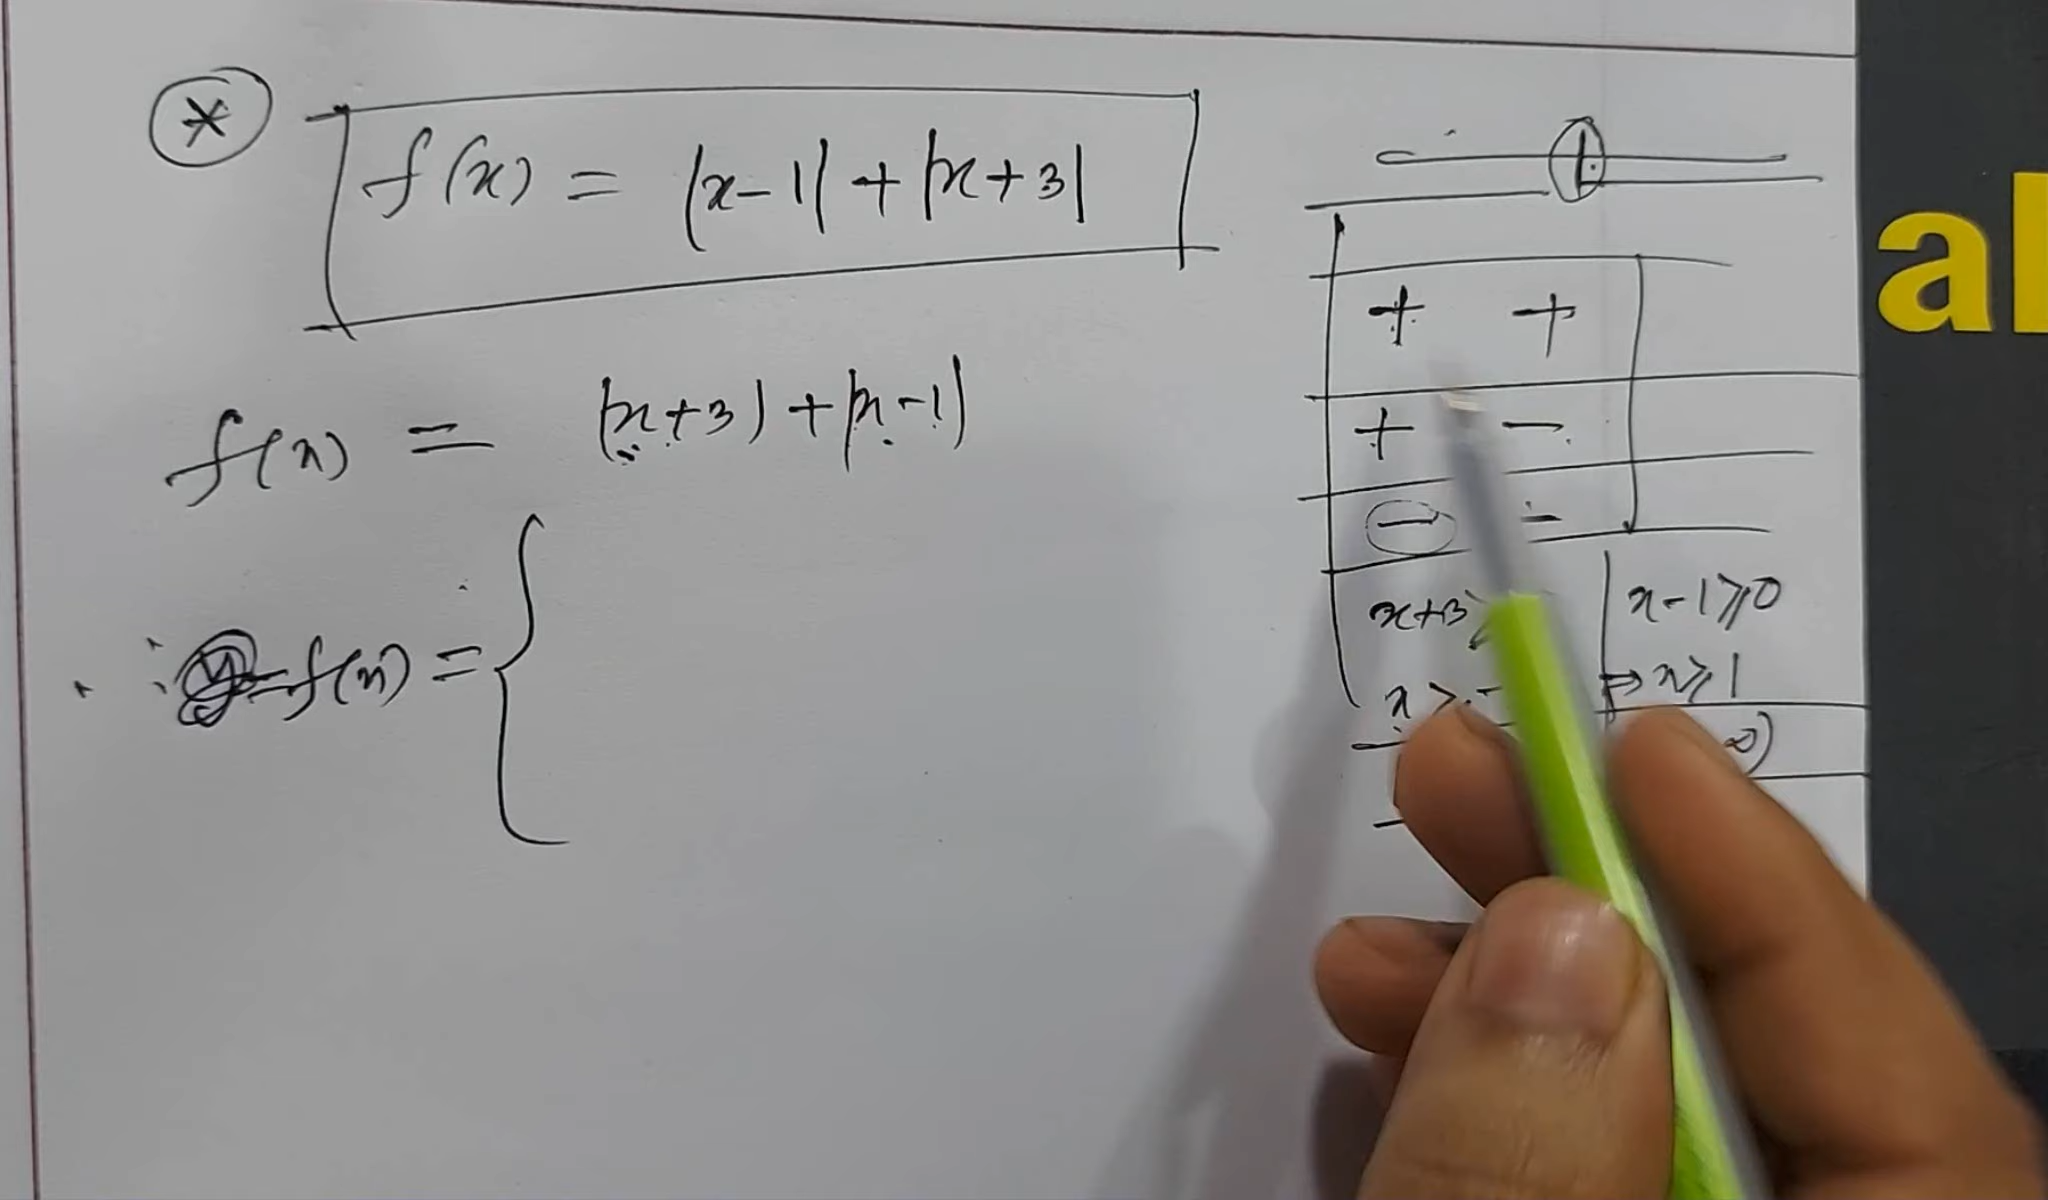 * f(x) = |x-1| + |x+3|
f(x) = |x+3| + |x-1|
∴ f(x) = {
+ +
+ -
- -
x+3 x-1⩾0
x ⇒ x⩾1
∞)
al